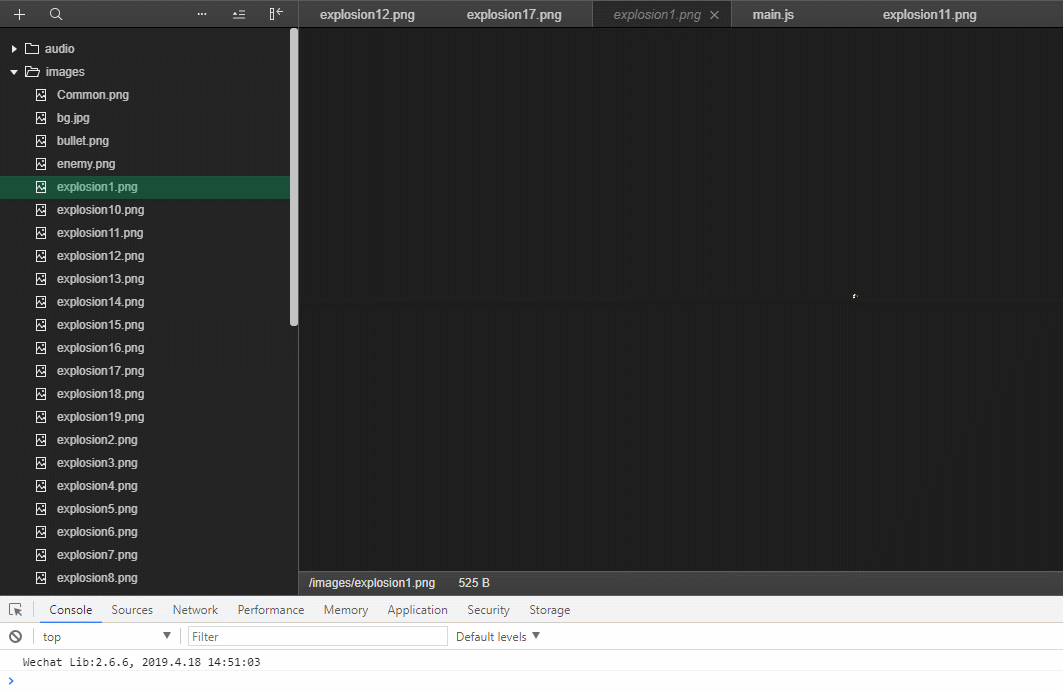 explosion12.png explosion17.png explosion1.png main.js explosion11.png
audio
images
Common.png
bg.jpg
bullet.png
enemy.png
explosion1.png
explosion10.png
explosion11.png
explosion12.png
explosion13.png
explosion14.png
explosion15.png
explosion16.png
explosion17.png
explosion18.png
explosion19.png
explosion2.png
explosion3.png
explosion4.png
explosion5.png
explosion6.png
explosion7.png
explosion8.png
/images/explosion1.png 525 B
Console Sources Network Performance Memory Application Security Storage
top Filter Default levels
Wechat Lib:2.6.6, 2019.4.18 14:51:03